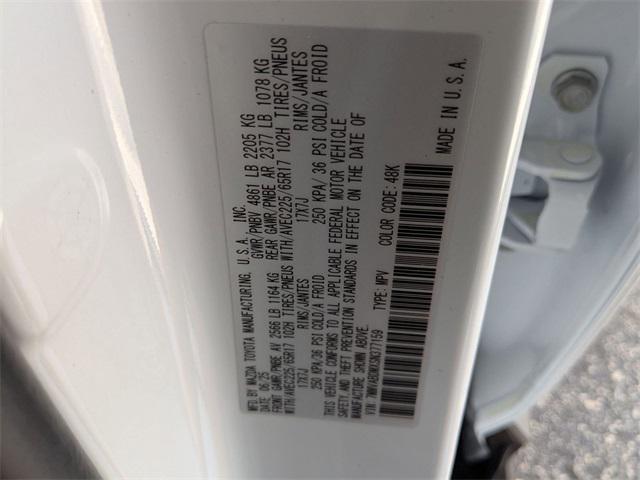 MFD. BY MAZDA TOYOTA MANUFACTURING, U.S.A., INC.
DATE: 06/25 GVWR/PNBV 4861 LB 2205 KG
FRONT GAWR/PNBE AV 2566 LB 1164 KG REAR GAWR/PNBE AR 2377 LB 1078 KG
WITH/AVEC225/65R17 102H TIRES/PNEUS WITH/AVEC225/65R17 102H TIRES/PNEUS
17X7J RIMS/JANTES 17X7J RIMS/JANTES
250 KPA/36 PSI COLD/A FROID 250 KPA/ 36 PSI COLD/A FROID
THIS VEHICLE CONFORMS TO ALL APPLICABLE FEDERAL MOTOR VEHICLE
SAFETY, AND THEFT PREVENTION STANDARDS IN EFFECT ON THE DATE OF
MANUFACTURE SHOWN ABOVE.
TYPE: MPV COLOR CODE: 48K
MADE IN U.S.A.